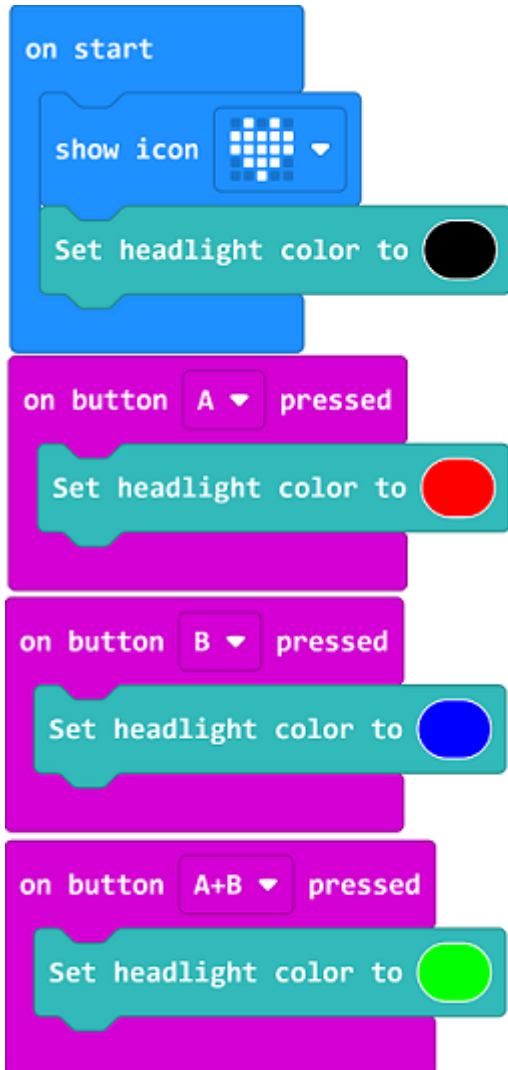 on start
show icon
Set headlight color to
on button A pressed
Set headlight color to
on button B pressed
Set headlight color to
on button A+B pressed
Set headlight color to